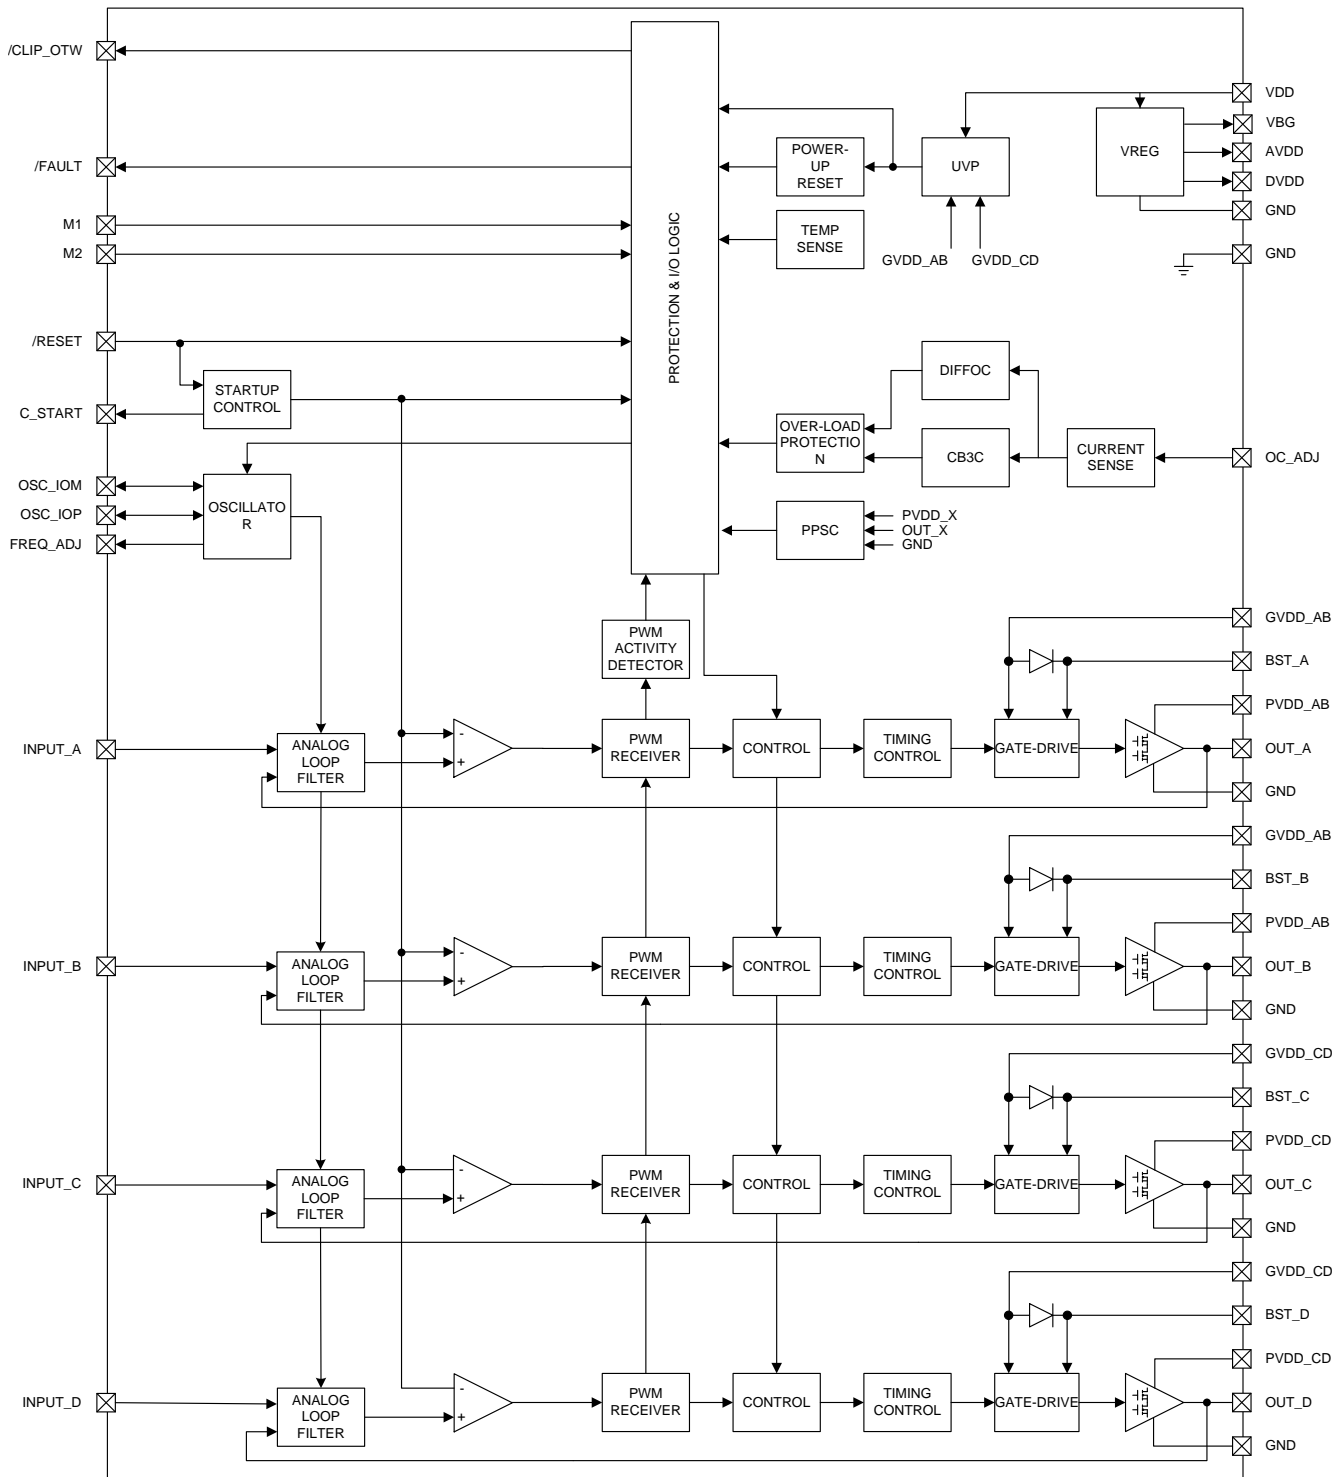 /CLIP_OTW
VDD
VBG
POWER-
UP
RESET
UVP
VREG
AVDD
/FAULT
DVDD
GND
M1
TEMP
SENSE
M2
GVDD_AB
GVDD_CD
GND
PROTECTION & I/O LOGIC
/RESET
DIFFOC
STARTUP
CONTROL
C_START
OVER-LOAD
PROTECTIO
N
CB3C
CURRENT
SENSE
OC_ADJ
OSC_IOM
OSC_IOP
FREQ_ADJ
OSCILLATO
R
PPSC
PVDD_X
OUT_X
GND
GVDD_AB
PWM
ACTIVITY
DETECTOR
BST_A
PVDD_AB
INPUT_A
ANALOG
LOOP
FILTER
-
+
PWM
RECEIVER
CONTROL
TIMING
CONTROL
GATE-DRIVE
OUT_A
GND
GVDD_AB
BST_B
PVDD_AB
INPUT_B
ANALOG
LOOP
FILTER
-
+
PWM
RECEIVER
CONTROL
TIMING
CONTROL
GATE-DRIVE
OUT_B
GND
GVDD_CD
BST_C
PVDD_CD
INPUT_C
ANALOG
LOOP
FILTER
-
+
PWM
RECEIVER
CONTROL
TIMING
CONTROL
GATE-DRIVE
OUT_C
GND
GVDD_CD
BST_D
PVDD_CD
INPUT_D
ANALOG
LOOP
FILTER
-
+
PWM
RECEIVER
CONTROL
TIMING
CONTROL
GATE-DRIVE
OUT_D
GND